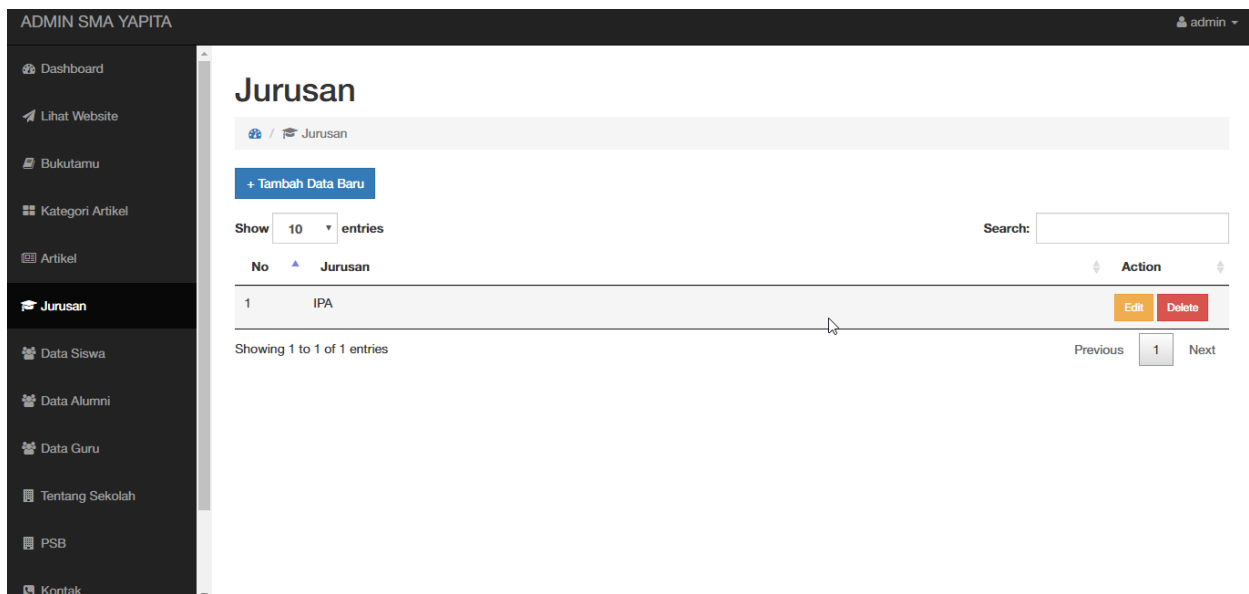 ADMIN SMA YAPITA
admin
Dashboard
Lihat Website
Bukutamu
Kategori Artikel
Artikel
Jurusan
Data Siswa
Data Alumni
Data Guru
Tentang Sekolah
PSB
Kontak
Jurusan
/ Jurusan
+ Tambah Data Baru
Show 10 entries
Search:
No Jurusan Action
1 IPA Edit Delete
Showing 1 to 1 of 1 entries
Previous 1 Next